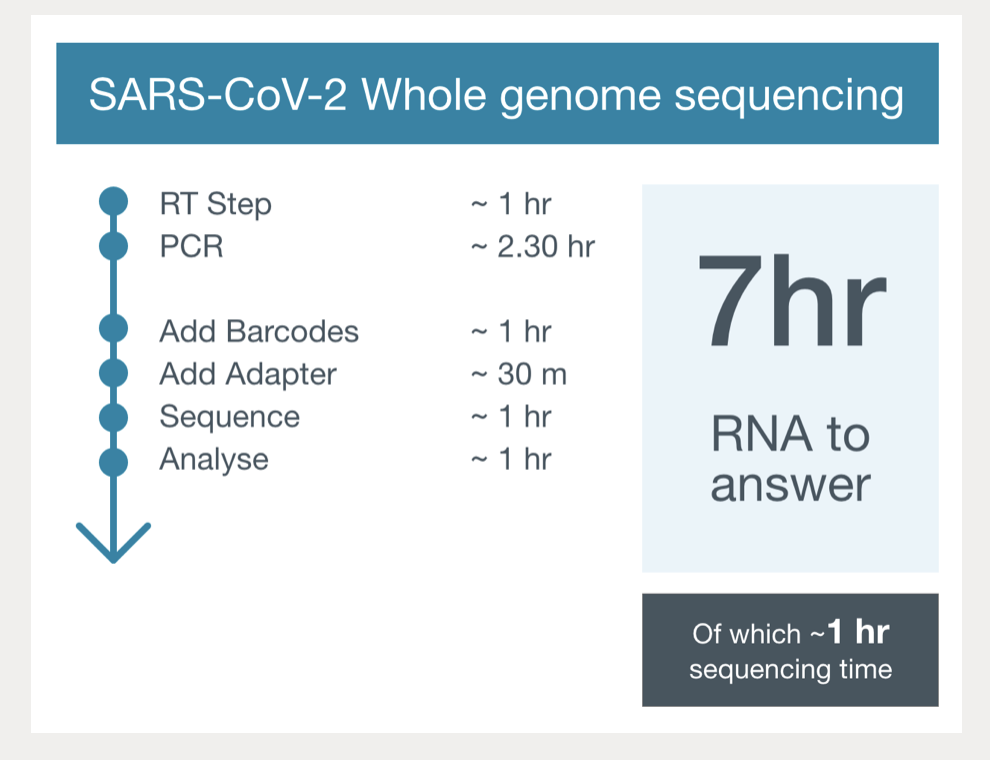 SARS-CoV-2 Whole genome sequencing
RT Step ~ 1 hr
PCR ~ 2.30 hr
Add Barcodes ~ 1 hr
Add Adapter ~ 30 m
Sequence ~ 1 hr
Analyse ~ 1 hr
7hr
RNA to
answer
Of which ~1 hr
sequencing time